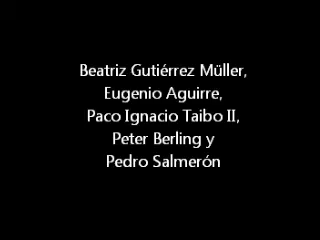 Beatriz Gutiérrez Müller,
Eugenio Aguirre,
Paco Ignacio Taibo II,
Peter Berling y
Pedro Salmerón